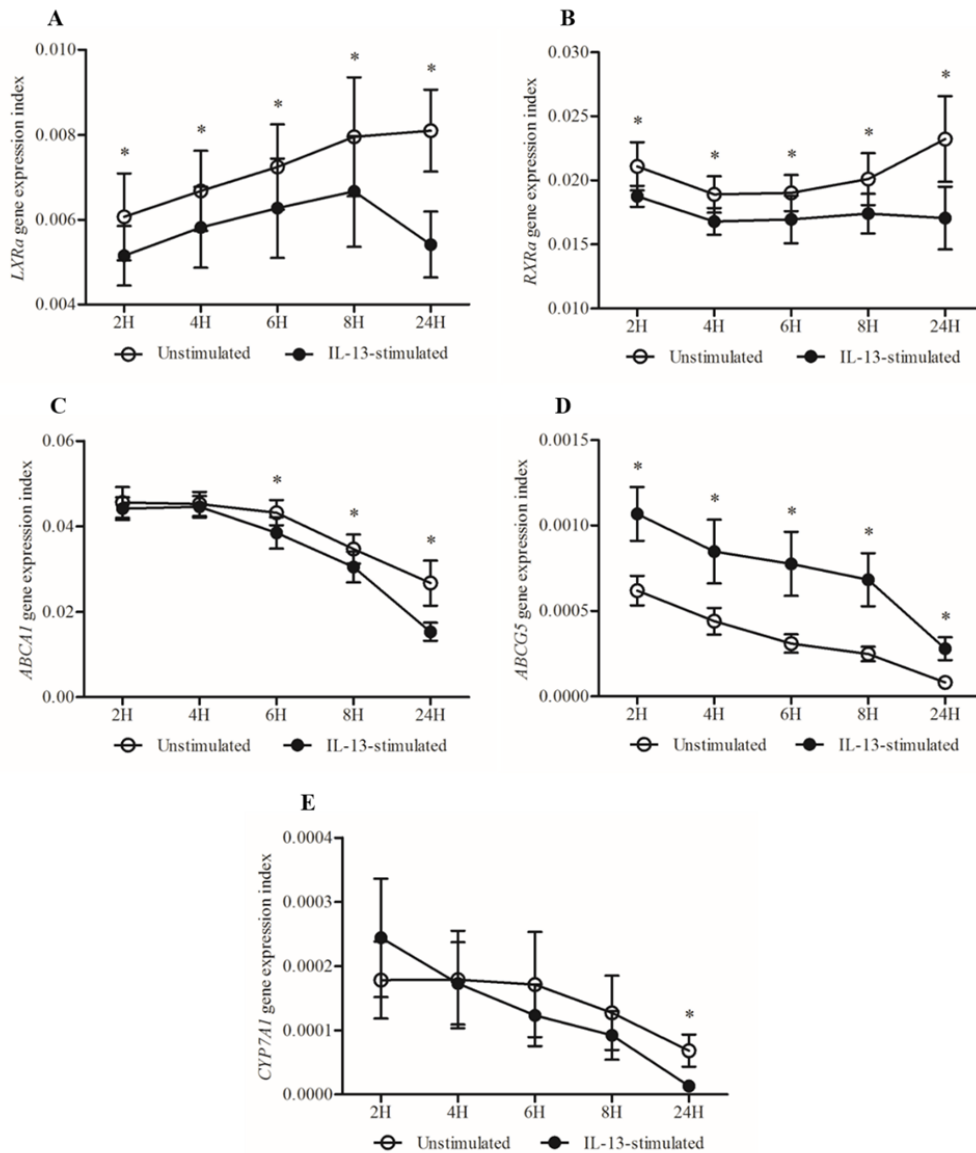 A
LXRa gene expression index
0.010
0.008
0.006
0.004
* * * * *
2H 4H 6H 8H 24H
Unstimulated IL-13-stimulated
B
RXRa gene expression index
0.030
0.025
0.020
0.015
0.010
* * * * *
2H 4H 6H 8H 24H
Unstimulated IL-13-stimulated
C
ABCA1 gene expression index
0.06
0.04
0.02
0.00
* * *
2H 4H 6H 8H 24H
Unstimulated IL-13-stimulated
D
ABCG5 gene expression index
0.0015
0.0010
0.0005
0.0000
* * * * *
2H 4H 6H 8H 24H
Unstimulated IL-13-stimulated
E
CYP7A1 gene expression index
0.0004
0.0003
0.0002
0.0001
0.0000
*
2H 4H 6H 8H 24H
Unstimulated IL-13-stimulated